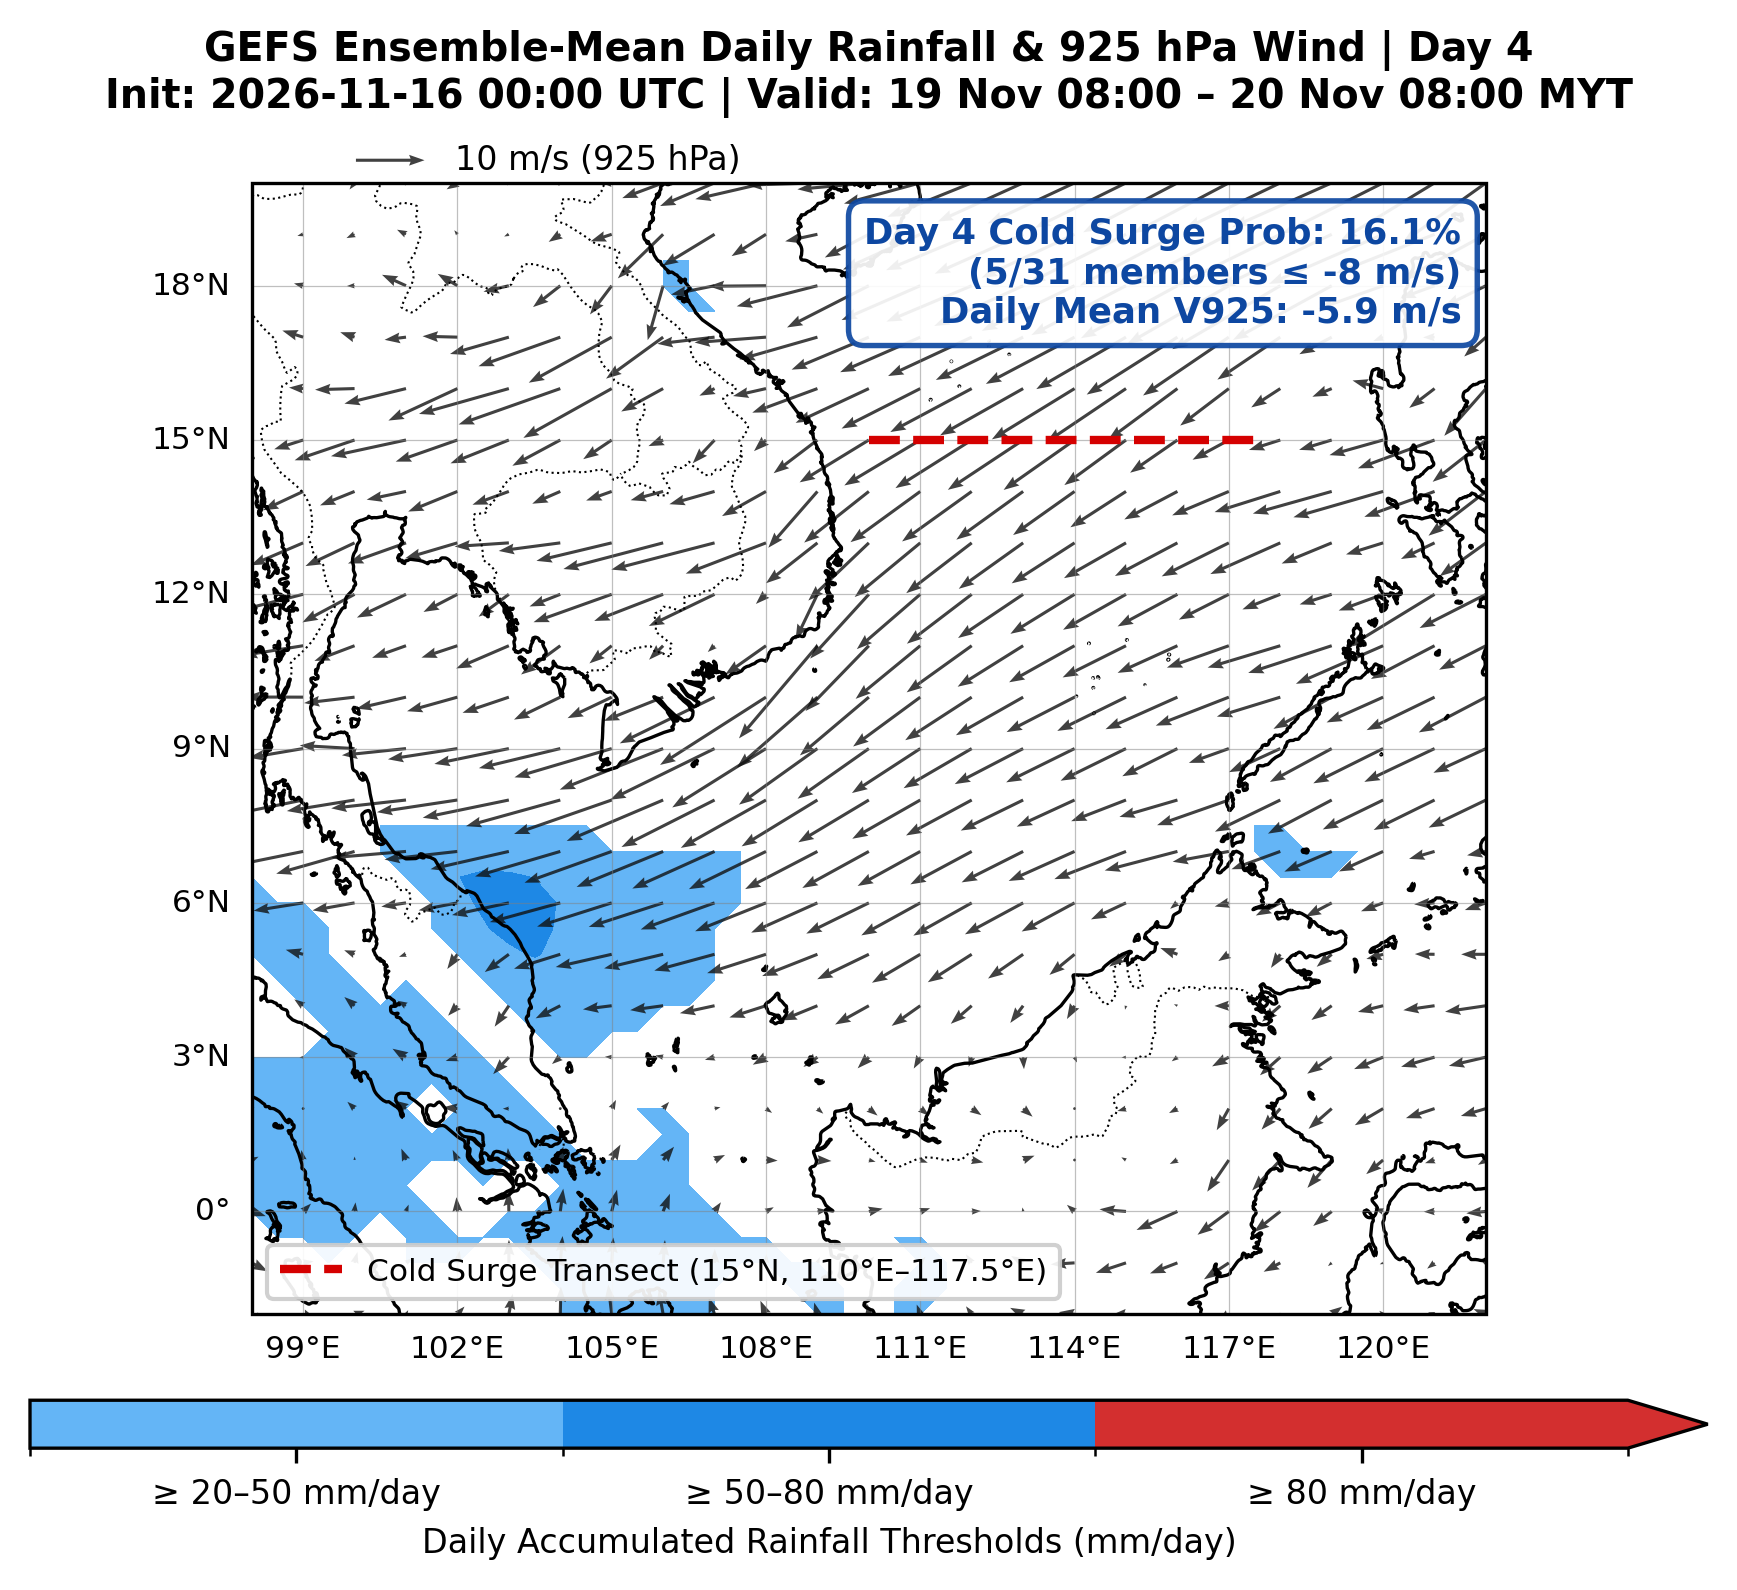 GEFS Ensemble-Mean Daily Rainfall & 925 hPa Wind | Day 4
Init: 2026-11-16 00:00 UTC | Valid: 19 Nov 08:00 – 20 Nov 08:00 MYT
10 m/s (925 hPa)
Day 4 Cold Surge Prob: 16.1%
(5/31 members ≤ -8 m/s)
Daily Mean V925: -5.9 m/s
18°N
15°N
12°N
9°N
6°N
3°N
0°
Cold Surge Transect (15°N, 110°E–117.5°E)
99°E 102°E 105°E 108°E 111°E 114°E 117°E 120°E
≥ 20–50 mm/day ≥ 50–80 mm/day ≥ 80 mm/day
Daily Accumulated Rainfall Thresholds (mm/day)